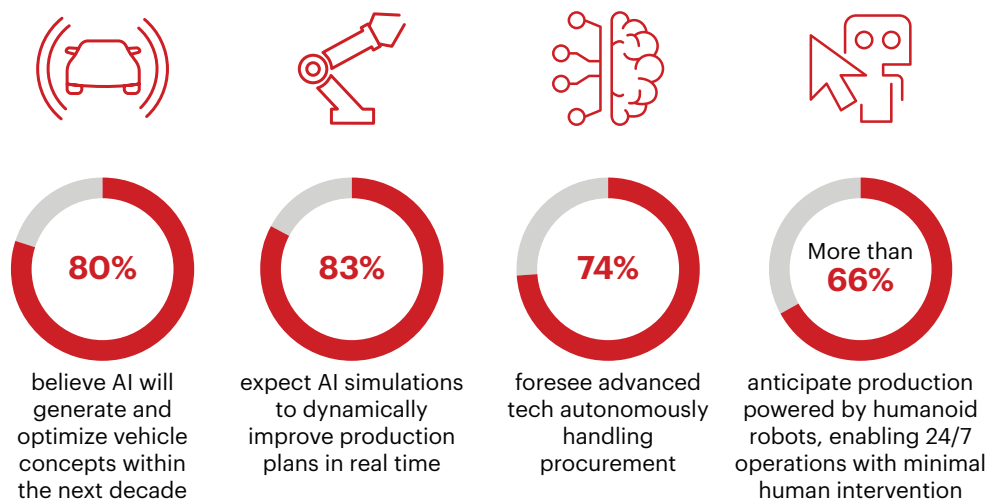 80%
believe AI will
generate and
optimize vehicle
concepts within
the next decade
83%
expect AI simulations
to dynamically
improve production
plans in real time
74%
foresee advanced
tech autonomously
handling
procurement
More than
66%
anticipate production
powered by humanoid
robots, enabling 24/7
operations with minimal
human intervention